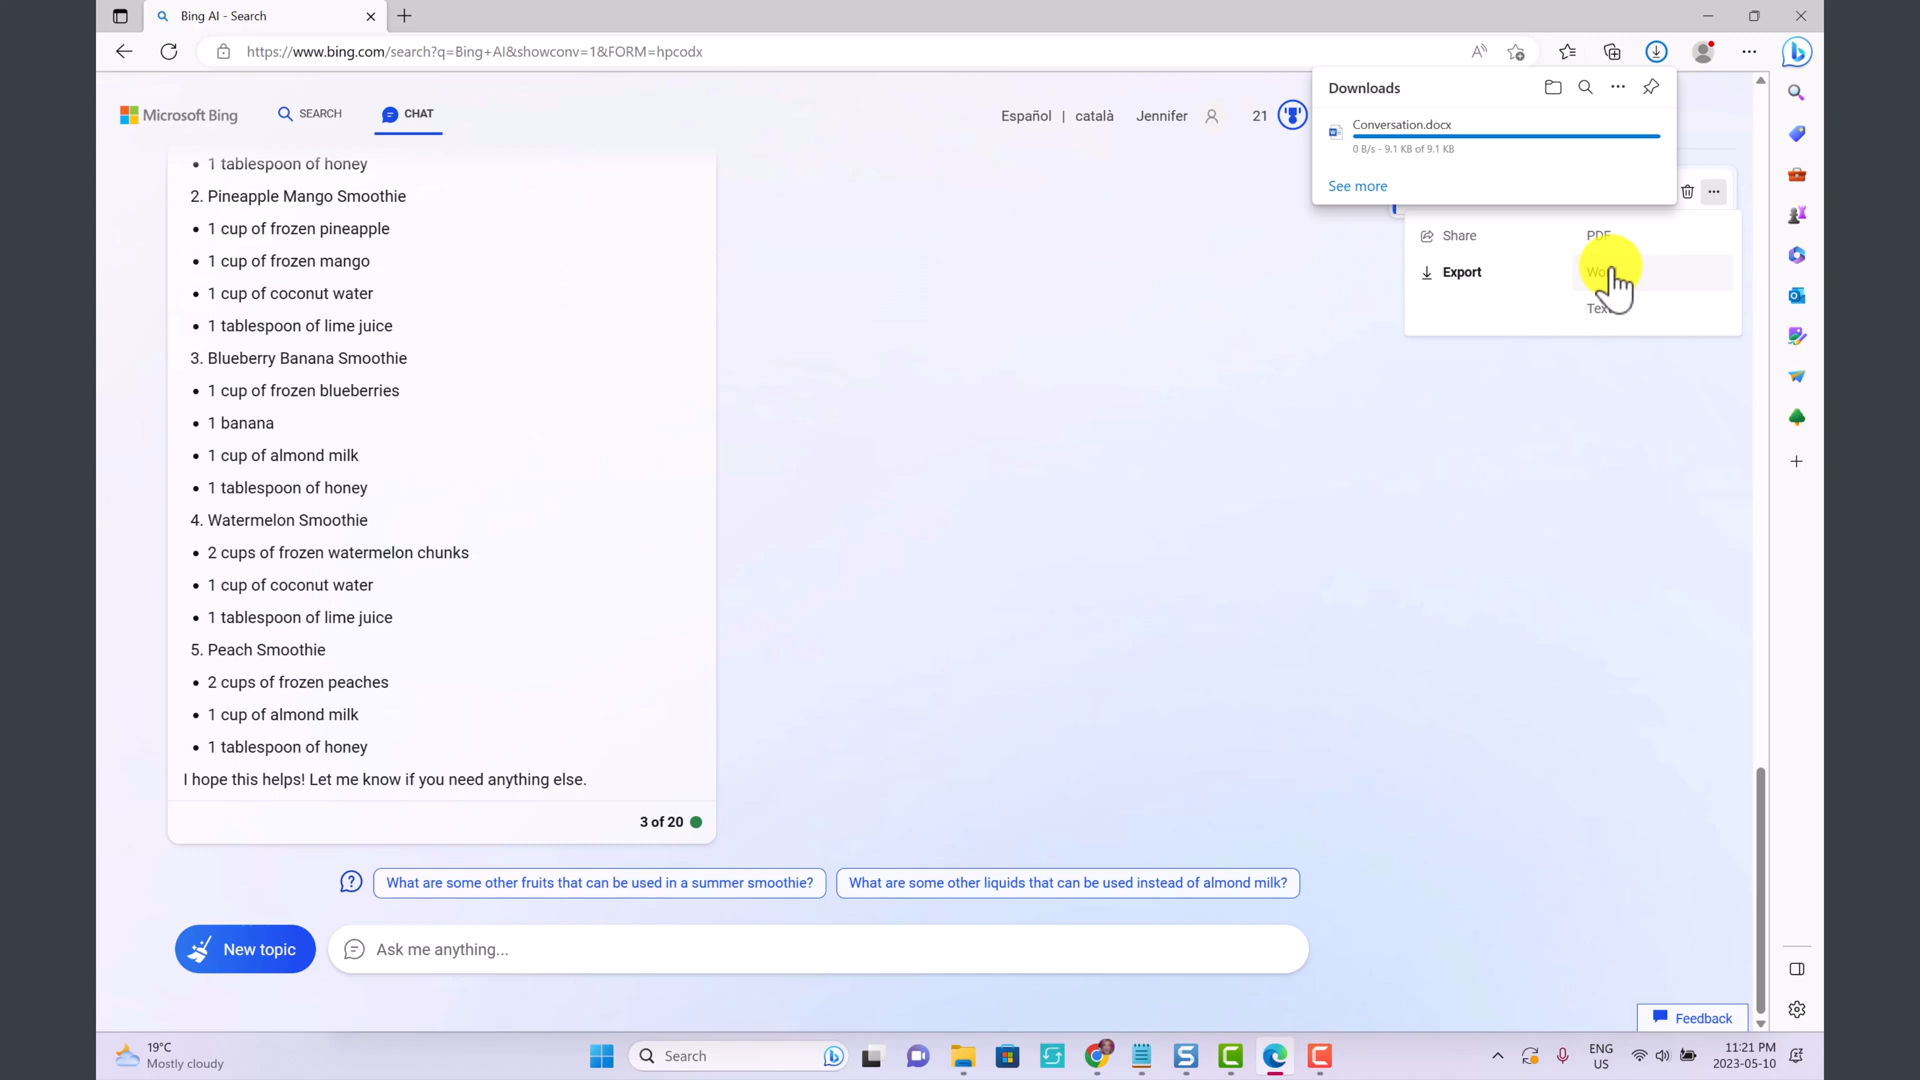 Bing AI - Search
https://www.bing.com/search?q=Bing+AI&showconv=1&FORM=hpcodx
Microsoft Bing
SEARCH
CHAT
Español | català
Jennifer
21
Downloads
Conversation.docx
0 B/s - 9.1 KB of 9.1 KB
See more
Share
PDF
Export
• 1 tablespoon of honey
2. Pineapple Mango Smoothie
• 1 cup of frozen pineapple
• 1 cup of frozen mango
• 1 cup of coconut water
• 1 tablespoon of lime juice
3. Blueberry Banana Smoothie
• 1 cup of frozen blueberries
• 1 banana
• 1 cup of almond milk
• 1 tablespoon of honey
4. Watermelon Smoothie
• 2 cups of frozen watermelon chunks
• 1 cup of coconut water
• 1 tablespoon of lime juice
5. Peach Smoothie
• 2 cups of frozen peaches
• 1 cup of almond milk
• 1 tablespoon of honey
I hope this helps! Let me know if you need anything else.
3 of 20
What are some other fruits that can be used in a summer smoothie?
What are some other liquids that can be used instead of almond milk?
New topic
Ask me anything...
Feedback
19°C
Mostly cloudy
Search
ENG
US
11:21 PM
2023-05-10